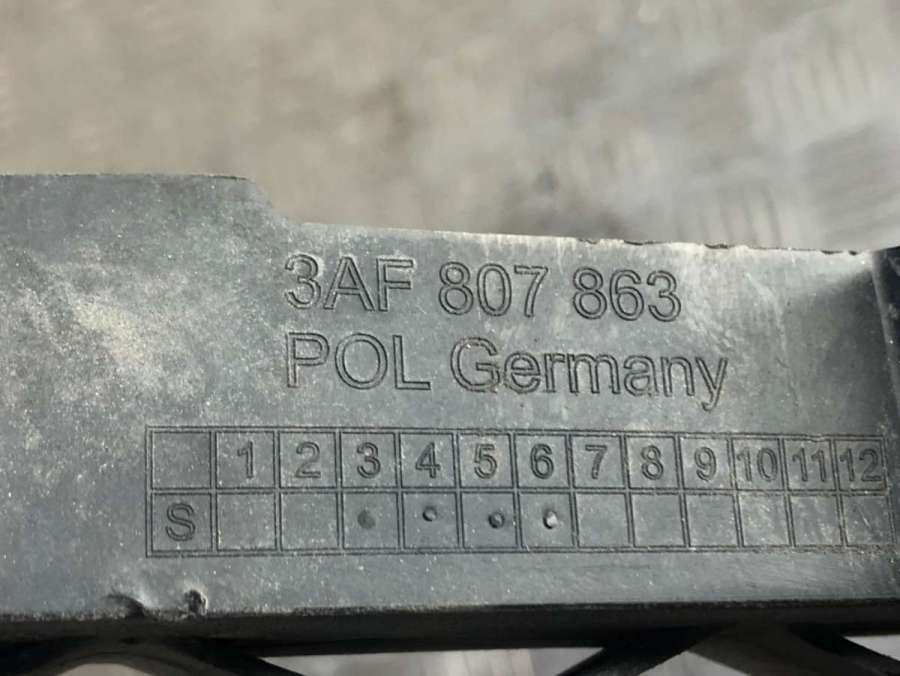 3AF 807 863
POL Germany
1 2 3 4 5 6 7 8 9 10 11 12
S